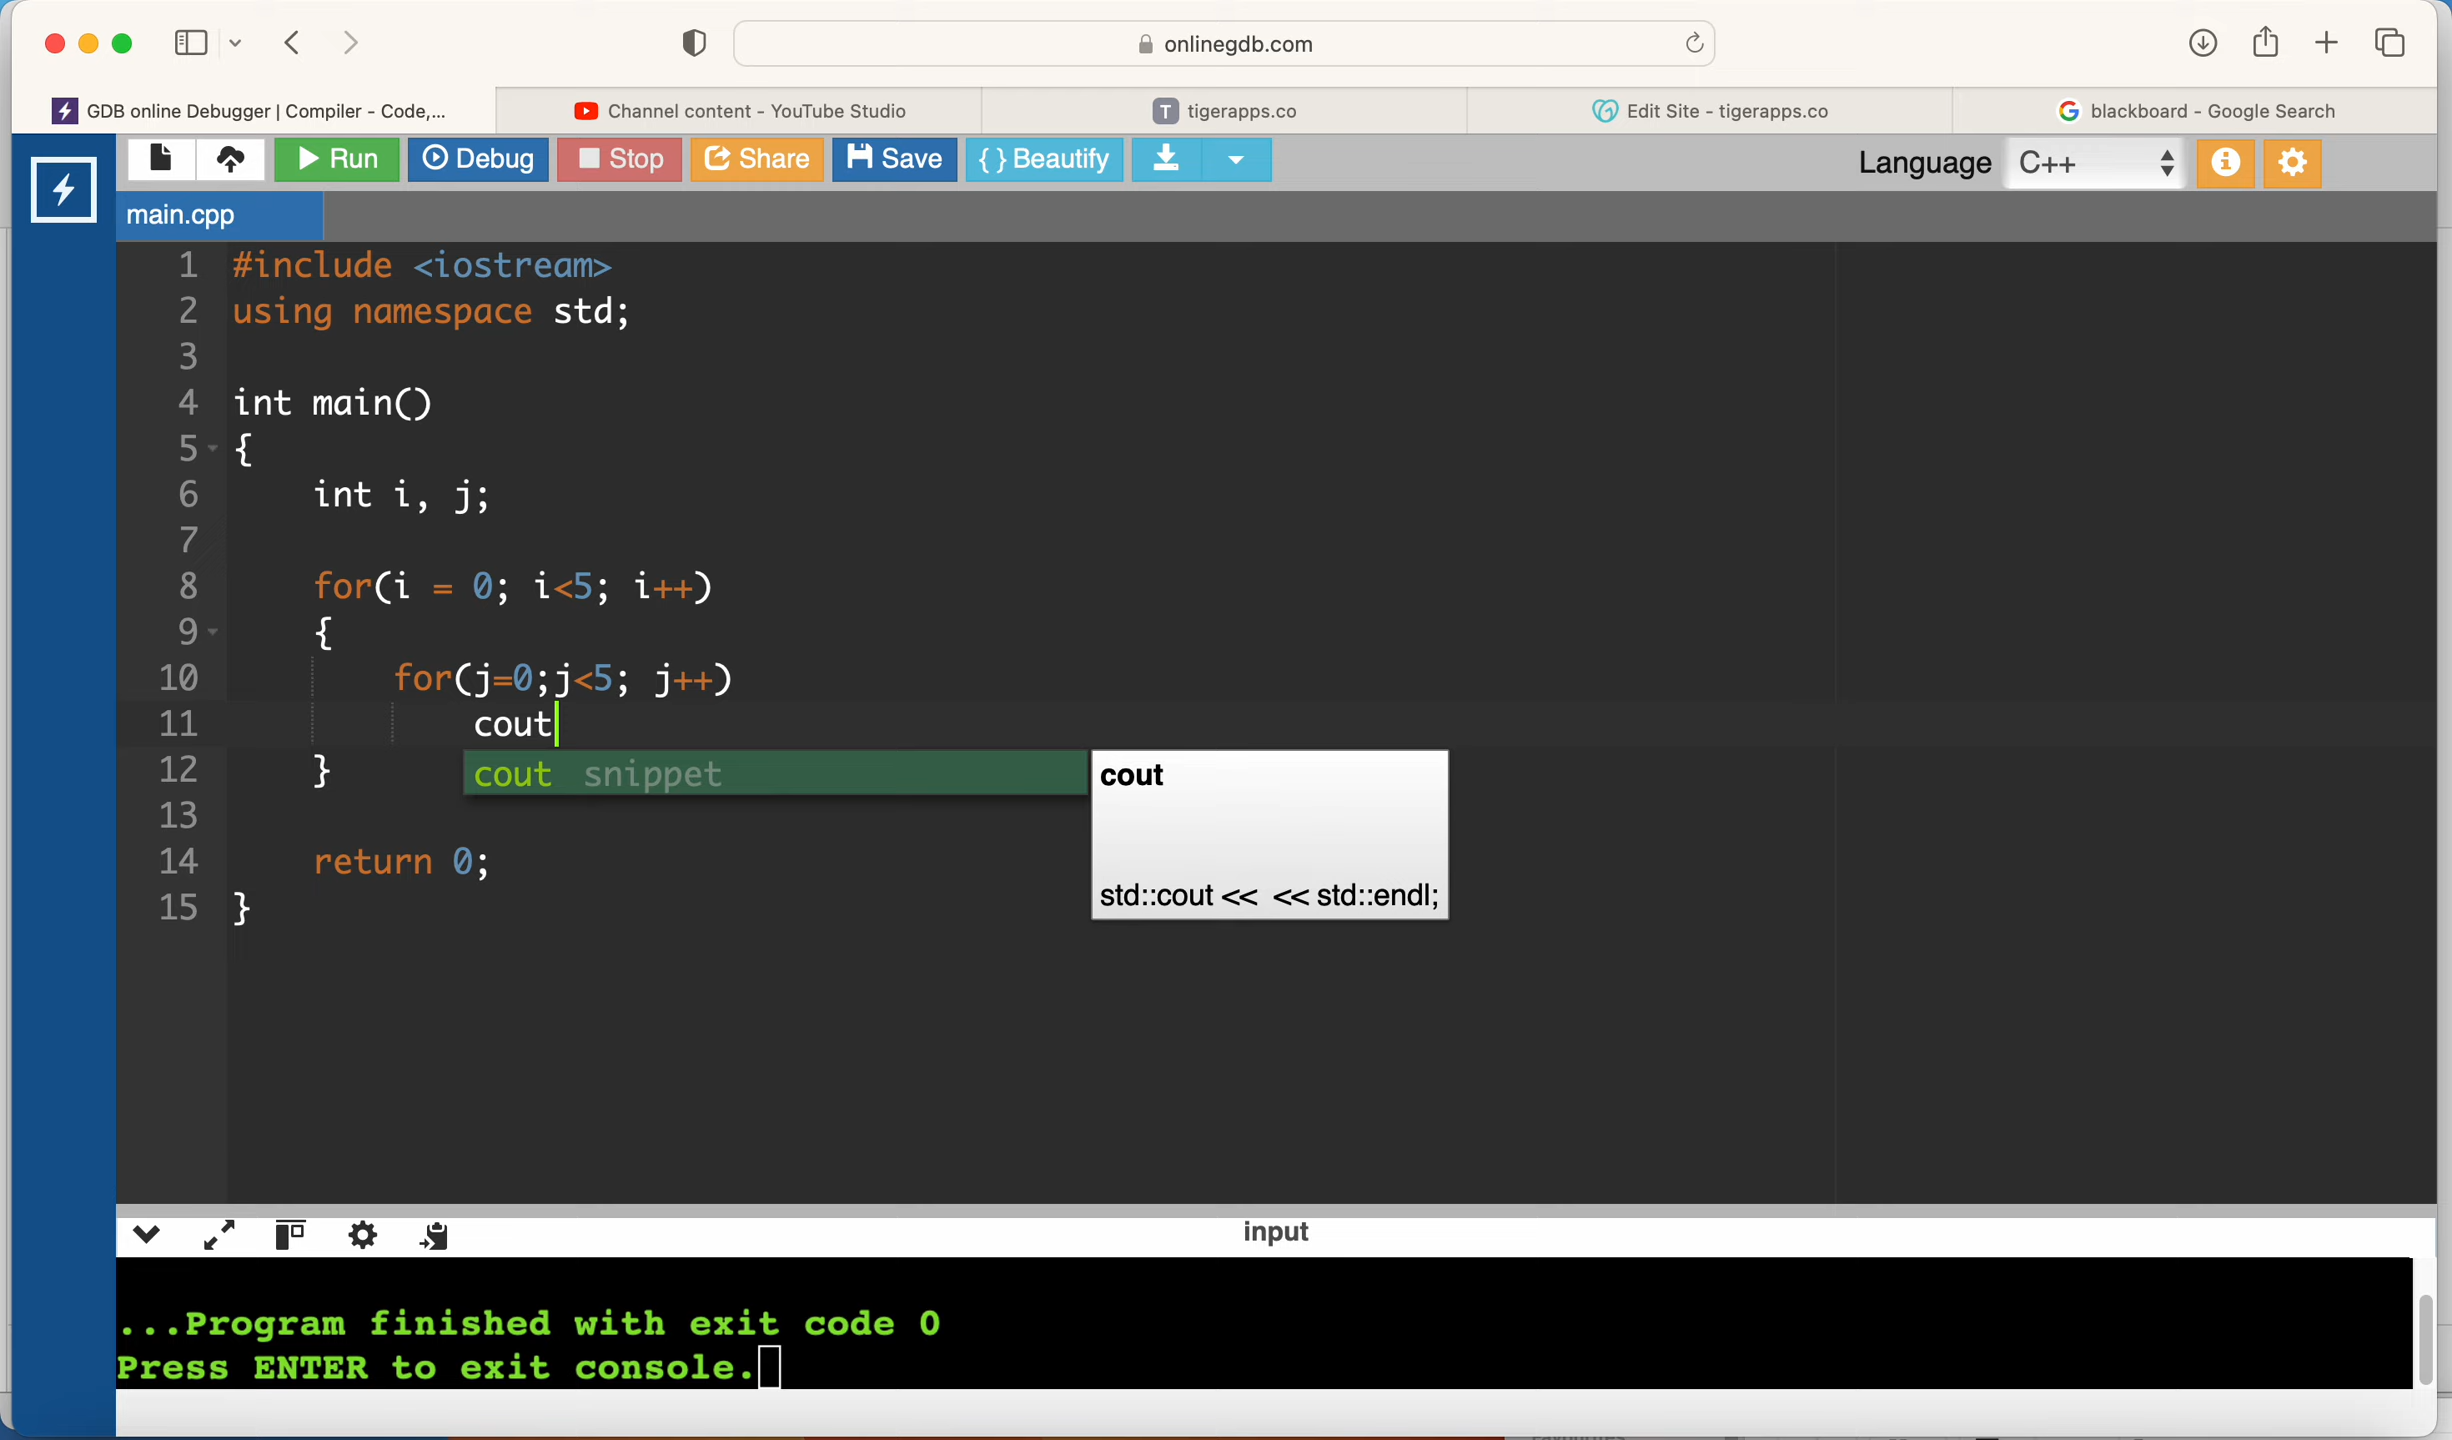 onlinegdb.com
GDB online Debugger | Compiler - Code,...
Channel content - YouTube Studio
T tigerapps.co
Edit Site - tigerapps.co
G blackboard - Google Search
Run
Debug
Stop
Share
Save
{ } Beautify
Language C++
main.cpp
1 #include <iostream>
2 using namespace std;
3
4 int main()
5 {
6 int i, j;
7
8 for(i = 0; i<5; i++)
9 {
10 for(j=0;j<5; j++)
11 cout
12 }
cout snippet
cout
13
14 return 0;
std::cout << << std::endl;
15 }
input
...Program finished with exit code 0
Press ENTER to exit console.